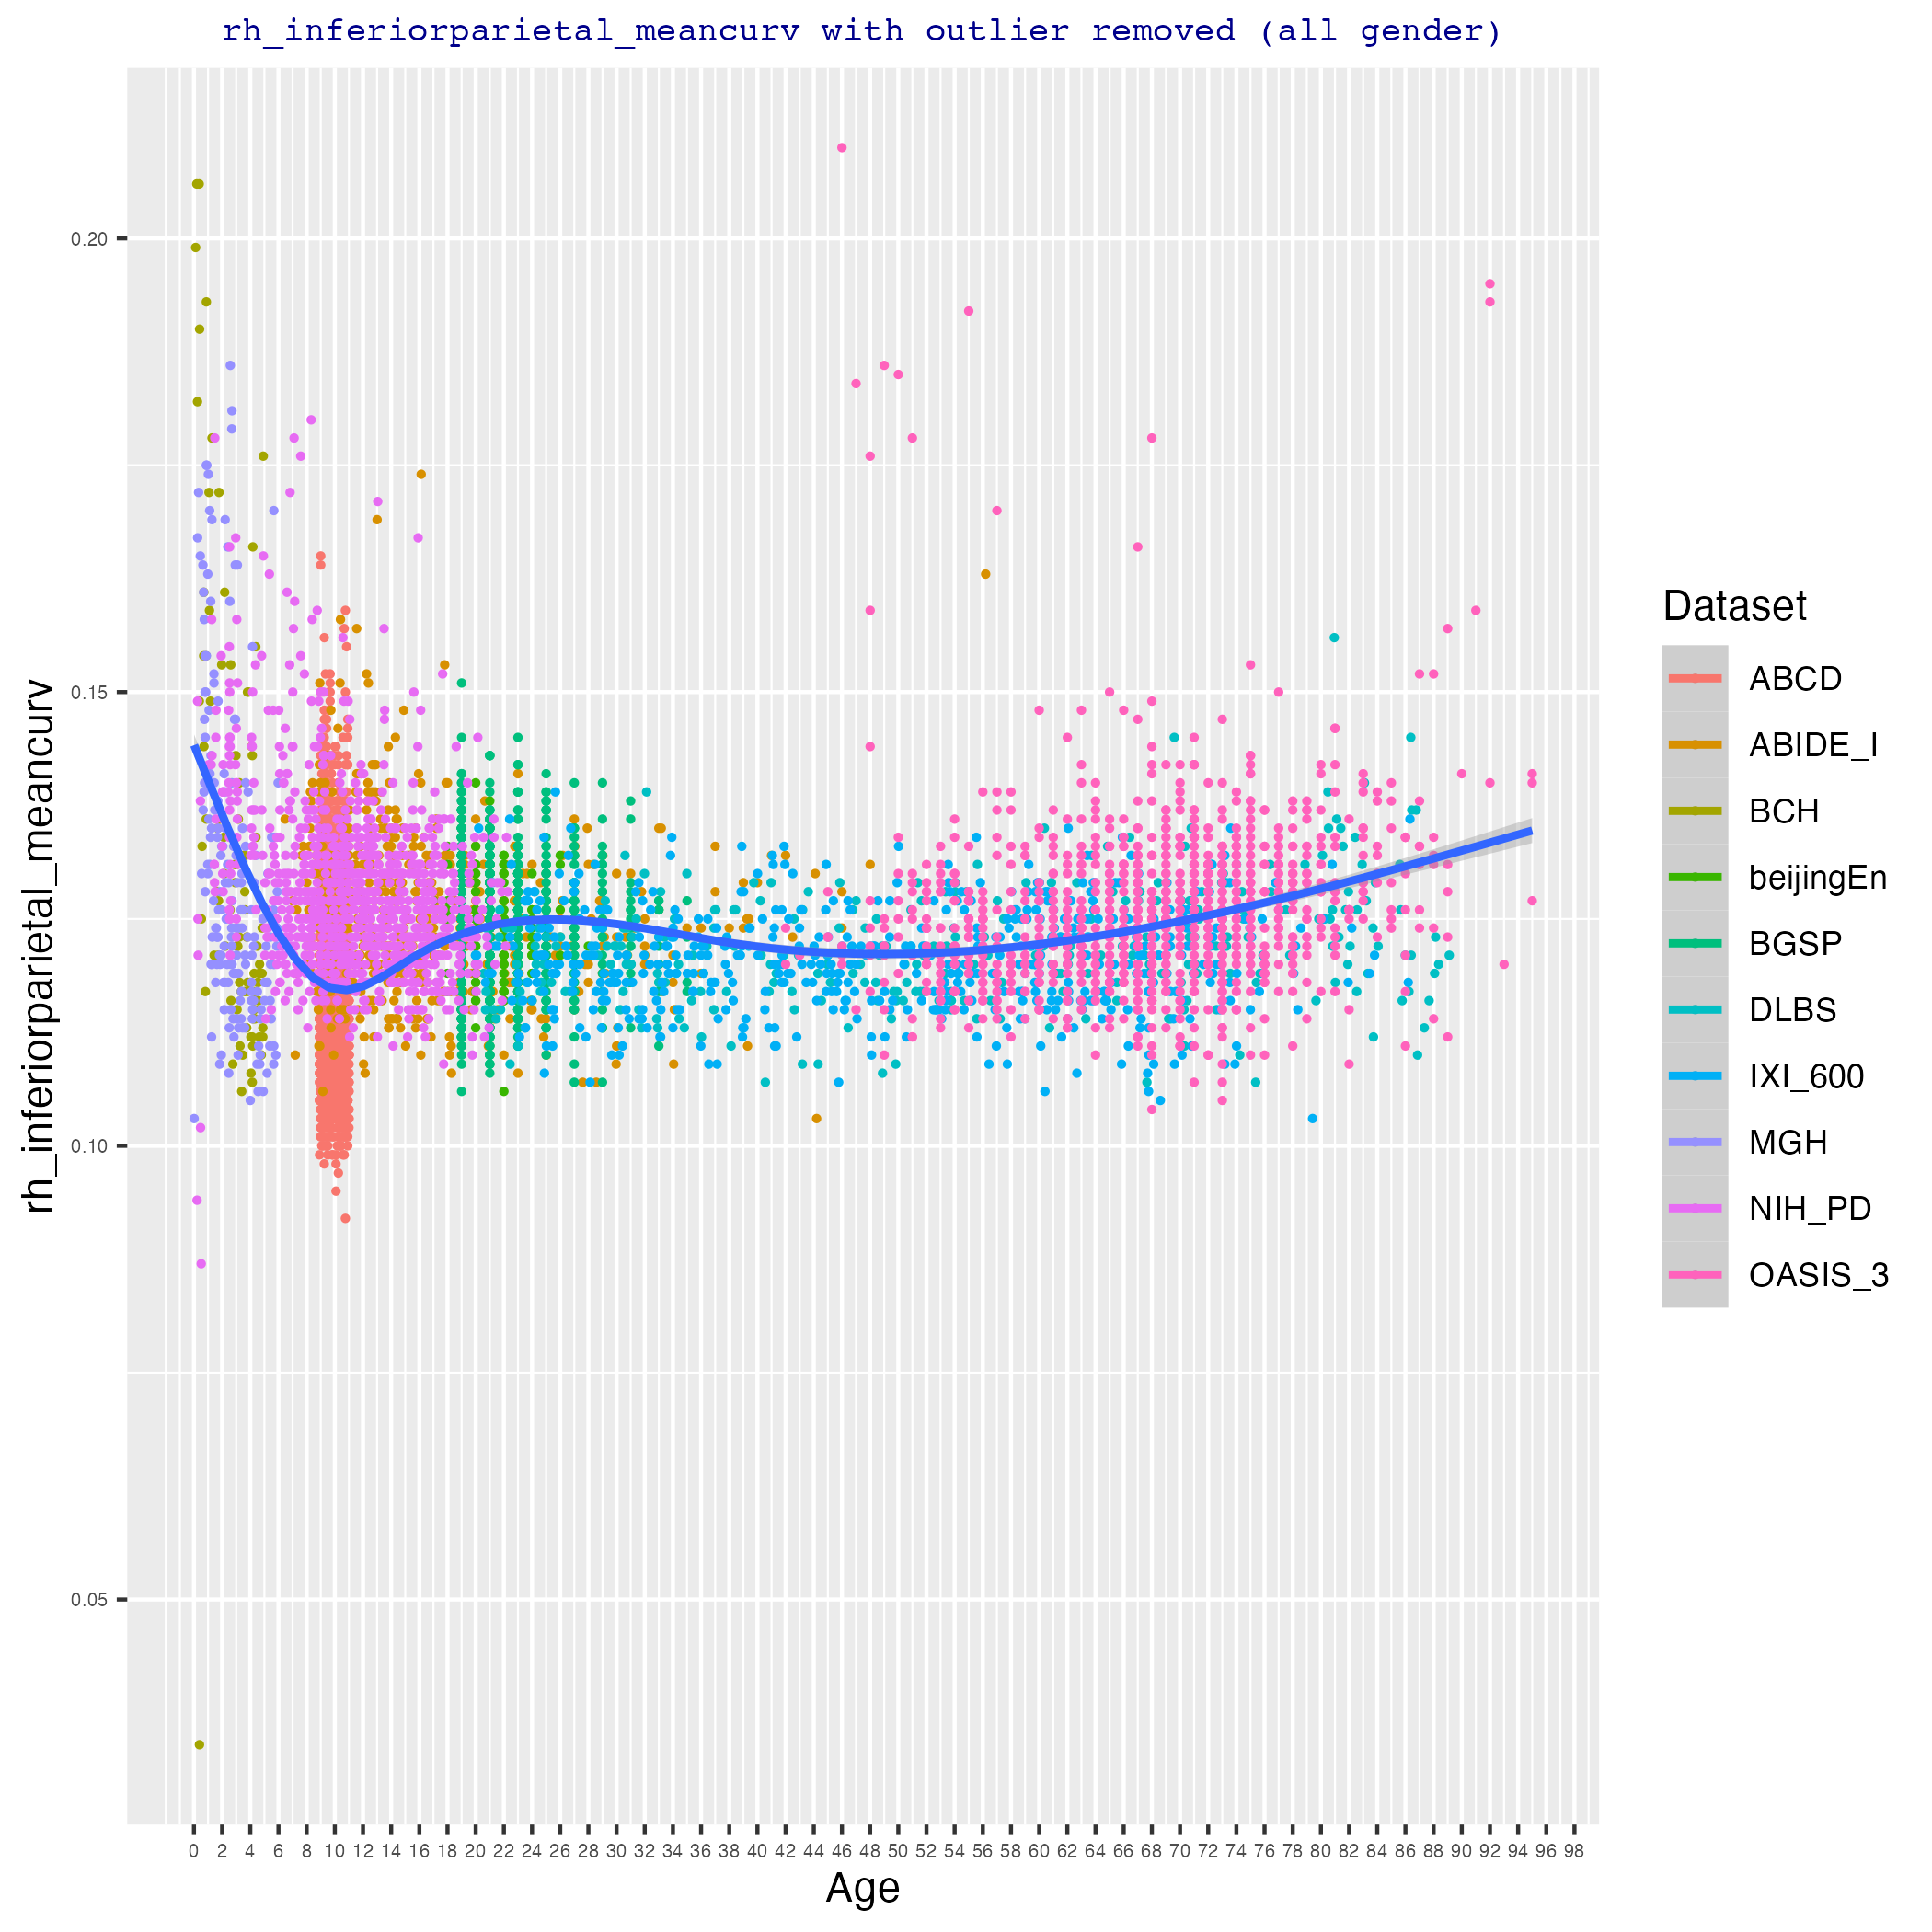 rh_inferiorparietal_meancurv with outlier removed (all gender)
rh_inferiorparietal_meancurv
0.20
0.15
0.10
0.05
0 2 4 6 8 10 12 14 16 18 20 22 24 26 28 30 32 34 36 38 40 42 44 46 48 50 52 54 56 58 60 62 64 66 68 70 72 74 76 78 80 82 84 86 88 90 92 94 96 98
Age
Dataset
ABCD
ABIDE_I
BCH
beijingEn
BGSP
DLBS
IXI_600
MGH
NIH_PD
OASIS_3